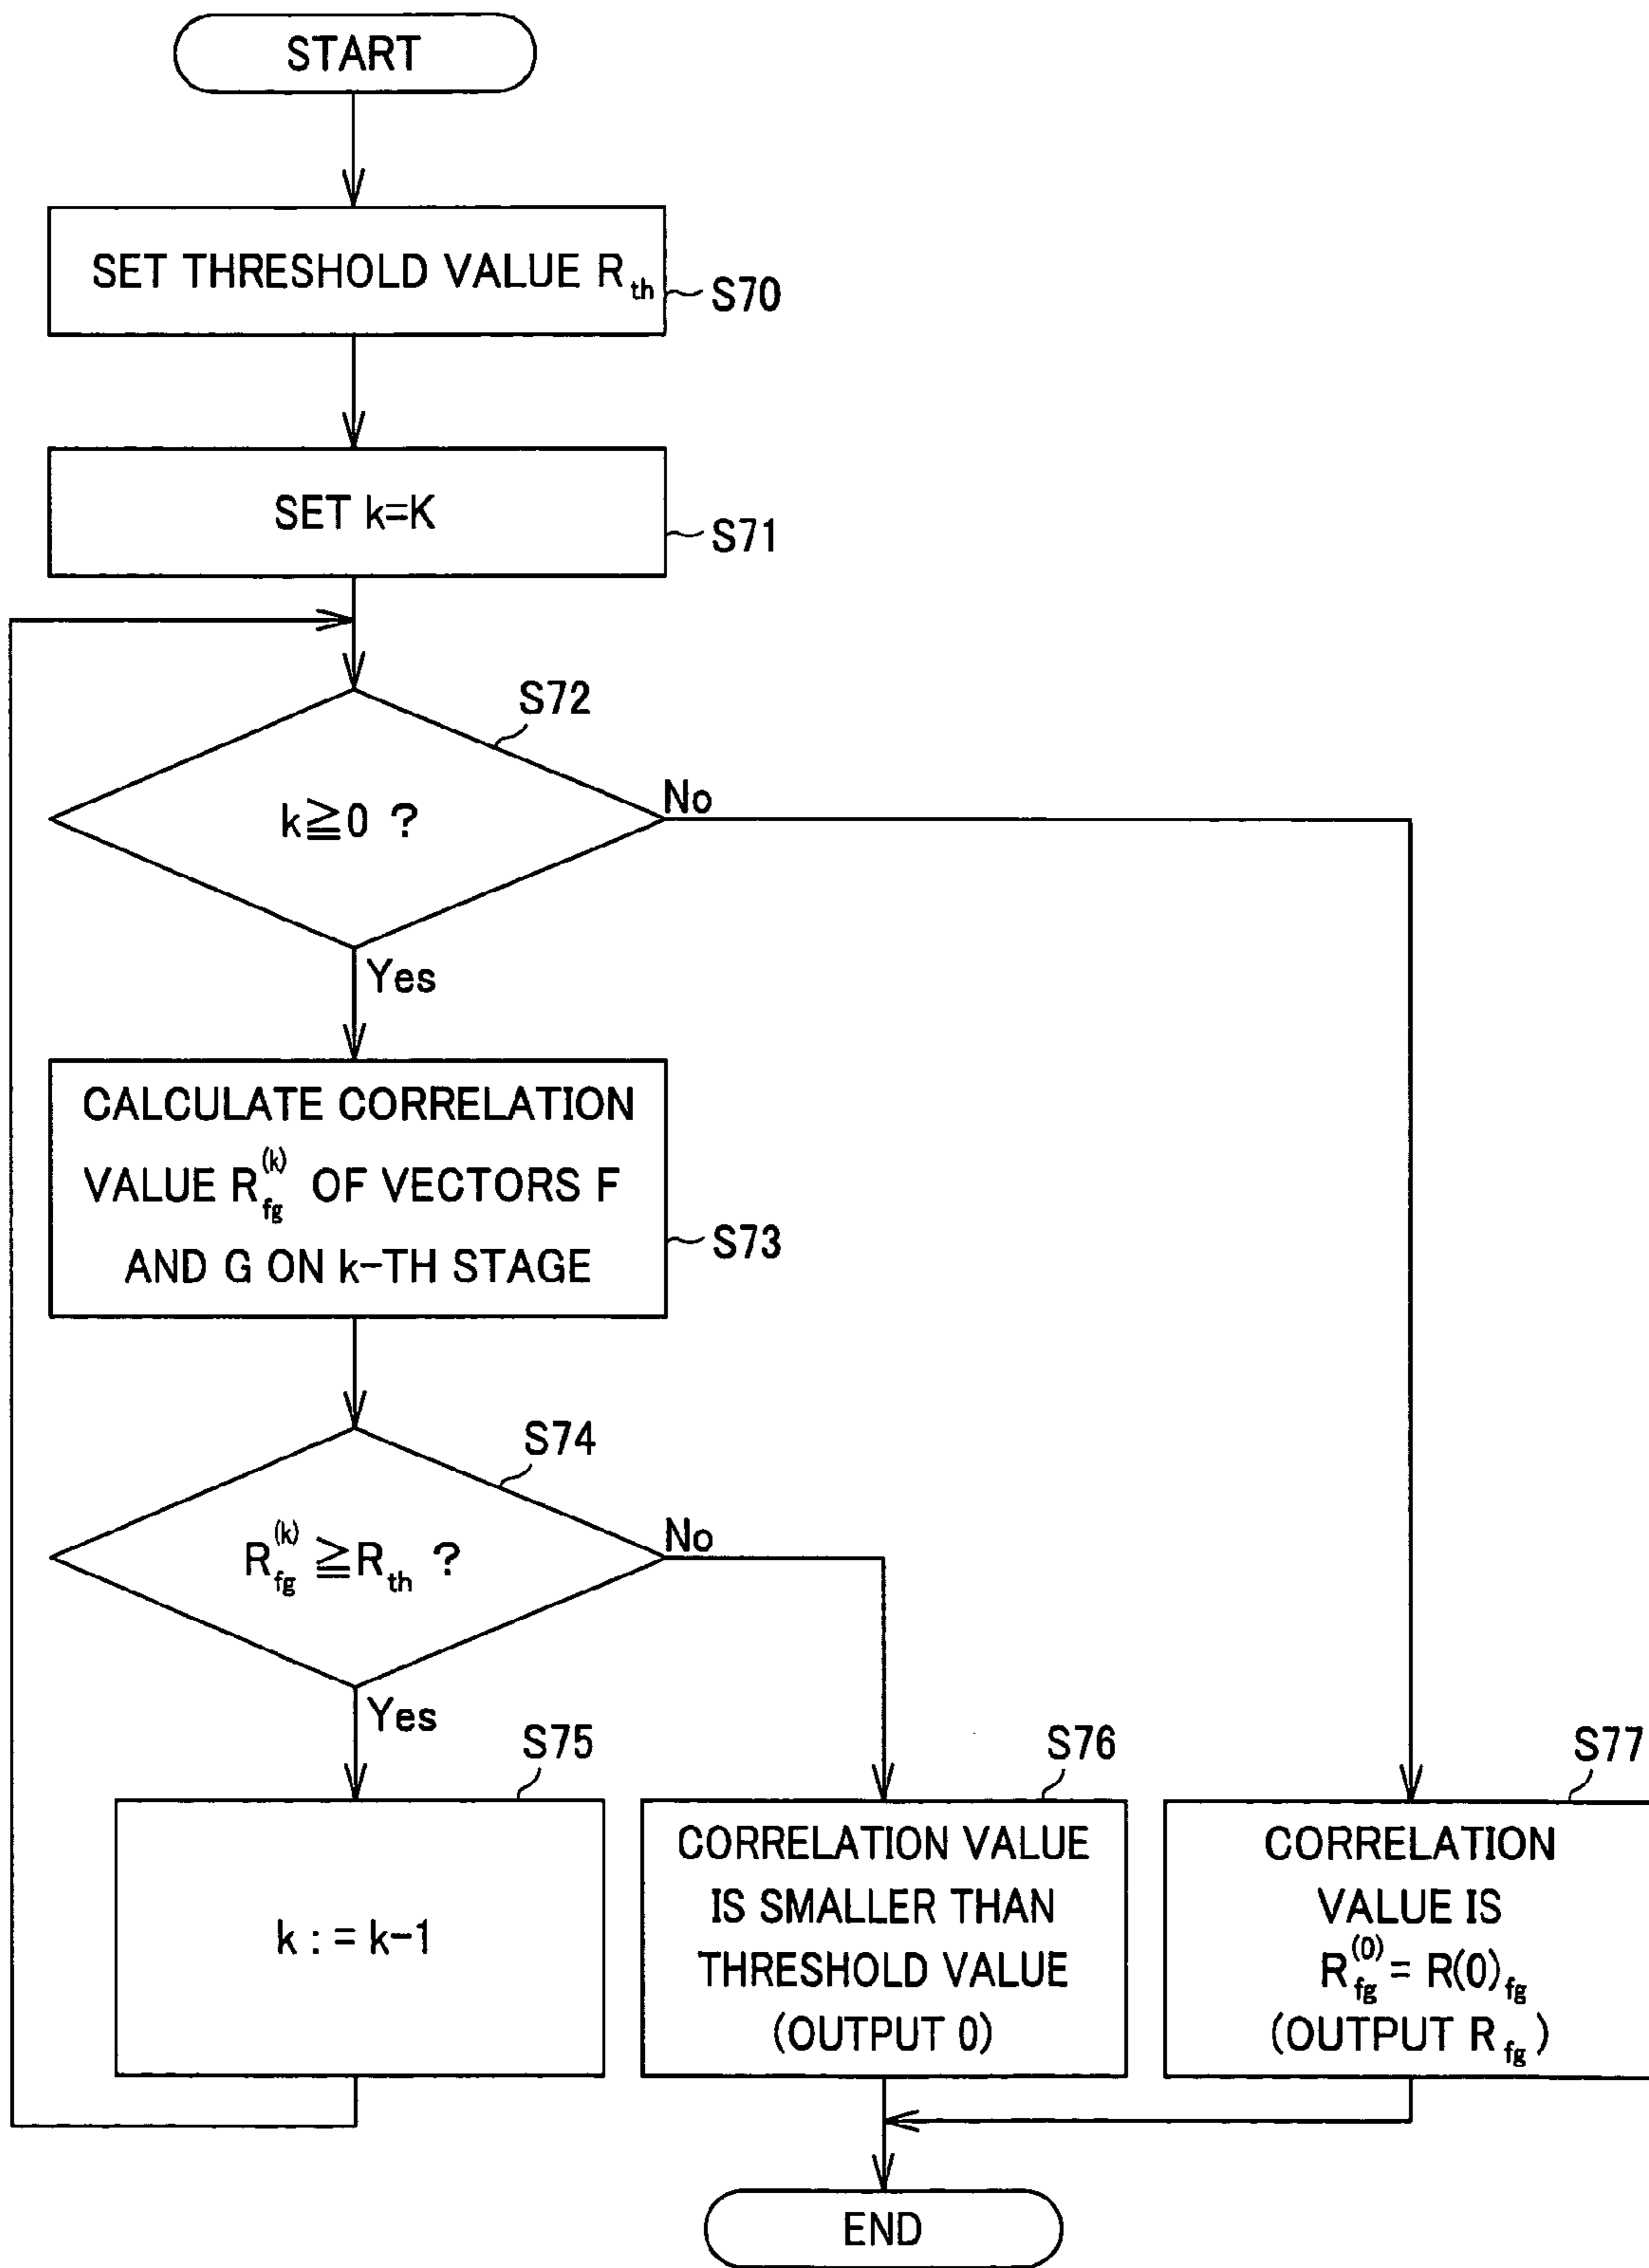 START
SET THRESHOLD VALUE R_th
S70
SET k=K
S71
S72
k≧0 ?
No
Yes
CALCULATE CORRELATION
VALUE R_fg^(k) OF VECTORS F
AND G ON k-TH STAGE
S73
S74
R_fg^(k) ≧R_th ?
No
Yes
S75
k : = k-1
S76
CORRELATION VALUE
IS SMALLER THAN
THRESHOLD VALUE
(OUTPUT 0)
S77
CORRELATION
VALUE IS
R_fg^(0) = R(0)_fg
(OUTPUT R_fg)
END